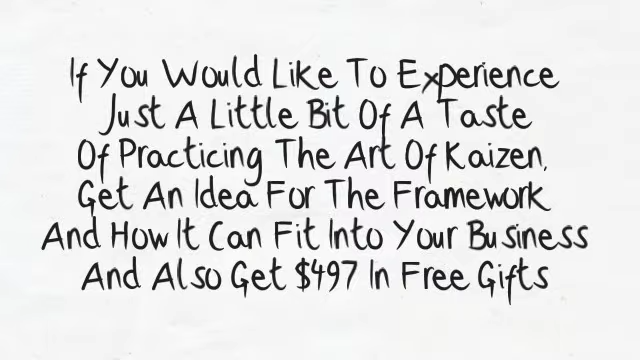 If You Would Like To Experience
Just A Little Bit Of A Taste
Of Practicing The Art Of Kaizen,
Get An Idea For The Framework
And How It Can Fit Into Your Business
And Also Get $497 In Free Gifts